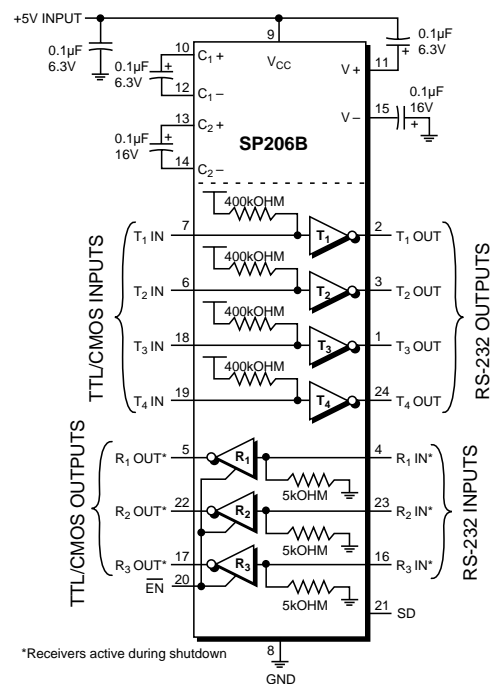 +5V INPUT
9
VCC
0.1µF
6.3V
+
0.1µF
6.3V
+
10
C1 +
0.1µF
6.3V
+
12
C1 –
V +
11
13
C2 +
0.1µF
16V
+
14
C2 –
V –
15
0.1µF
16V
+
SP206B
TTL/CMOS INPUTS
RS-232 OUTPUTS
400kOHM
T1 IN
7
T1
2
T1 OUT
400kOHM
T2 IN
6
T2
3
T2 OUT
400kOHM
T3 IN
18
T3
1
T3 OUT
400kOHM
T4 IN
19
T4
24
T4 OUT
TTL/CMOS OUTPUTS
RS-232 INPUTS
R1 OUT*
5
R1
4
R1 IN*
5kOHM
R2 OUT*
22
R2
23
R2 IN*
5kOHM
R3 OUT*
17
R3
16
R3 IN*
5kOHM
EN
20
21
SD
8
GND
*Receivers active during shutdown